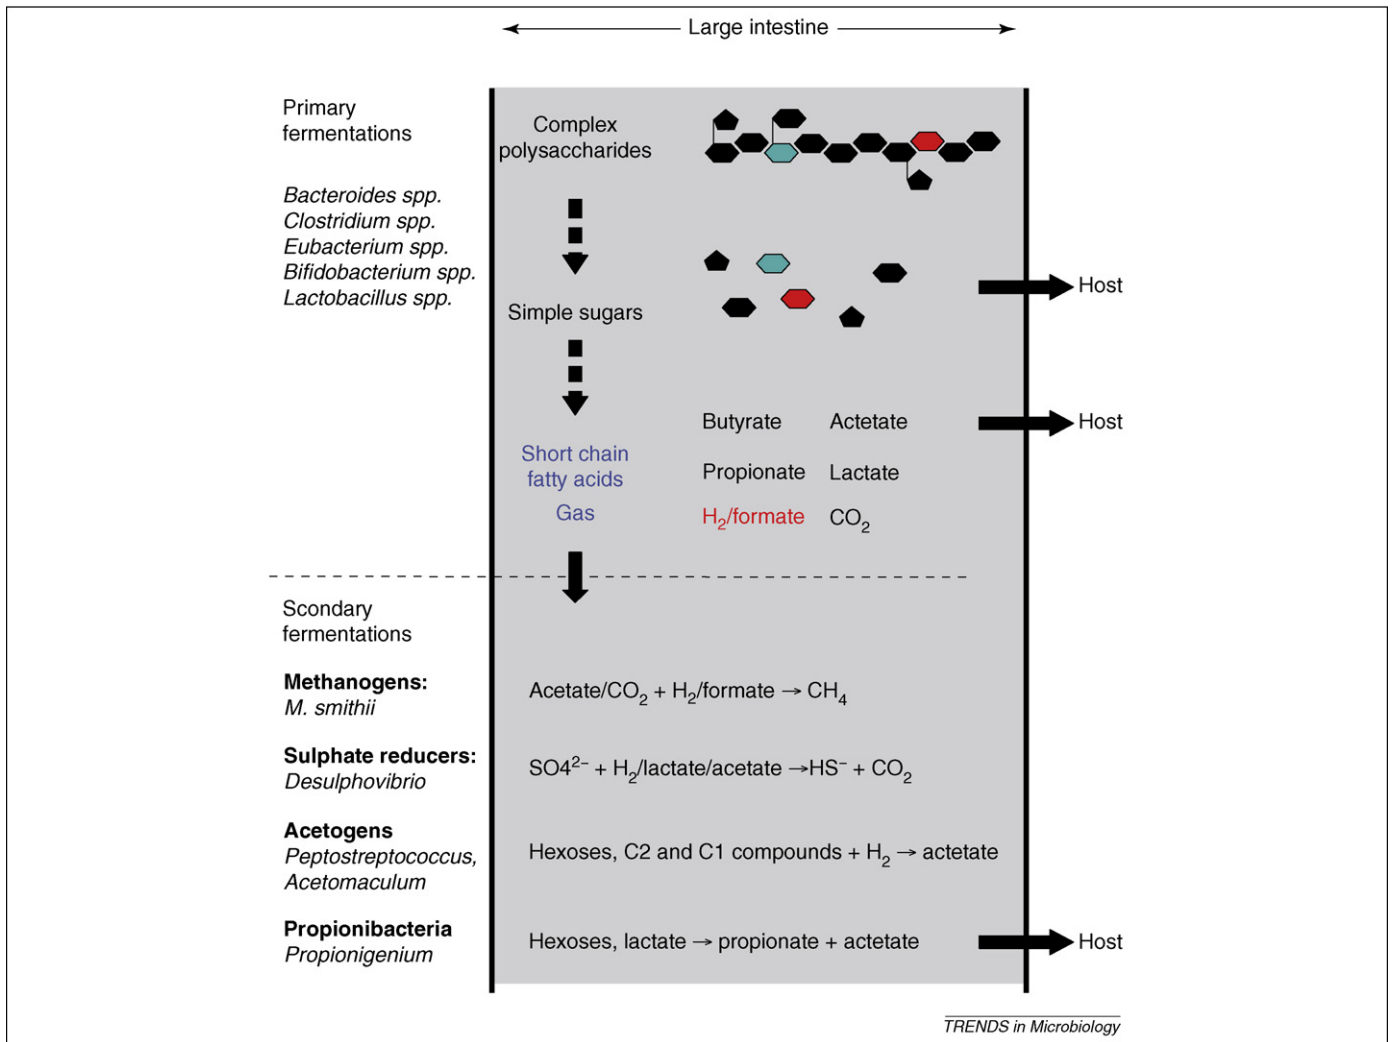 Large intestine
Primary
fermentations
Complex
polysaccharides
Bacteroides spp.
Clostridium spp.
Eubacterium spp.
Bifidobacterium spp.
Lactobacillus spp.
Host
Simple sugars
Butyrate Actetate
Host
Short chain
fatty acids
Propionate Lactate
Gas
H₂/formate CO₂
Scondary
fermentations
Methanogens:
M. smithii
Acetate/CO₂ + H₂/formate → CH₄
Sulphate reducers:
Desulphovibrio
SO4²⁻ + H₂/lactate/acetate →HS⁻ + CO₂
Acetogens
Peptostreptococcus,
Acetomaculum
Hexoses, C2 and C1 compounds + H₂ → actetate
Propionibacteria
Propionigenium
Hexoses, lactate → propionate + actetate
Host
TRENDS in Microbiology